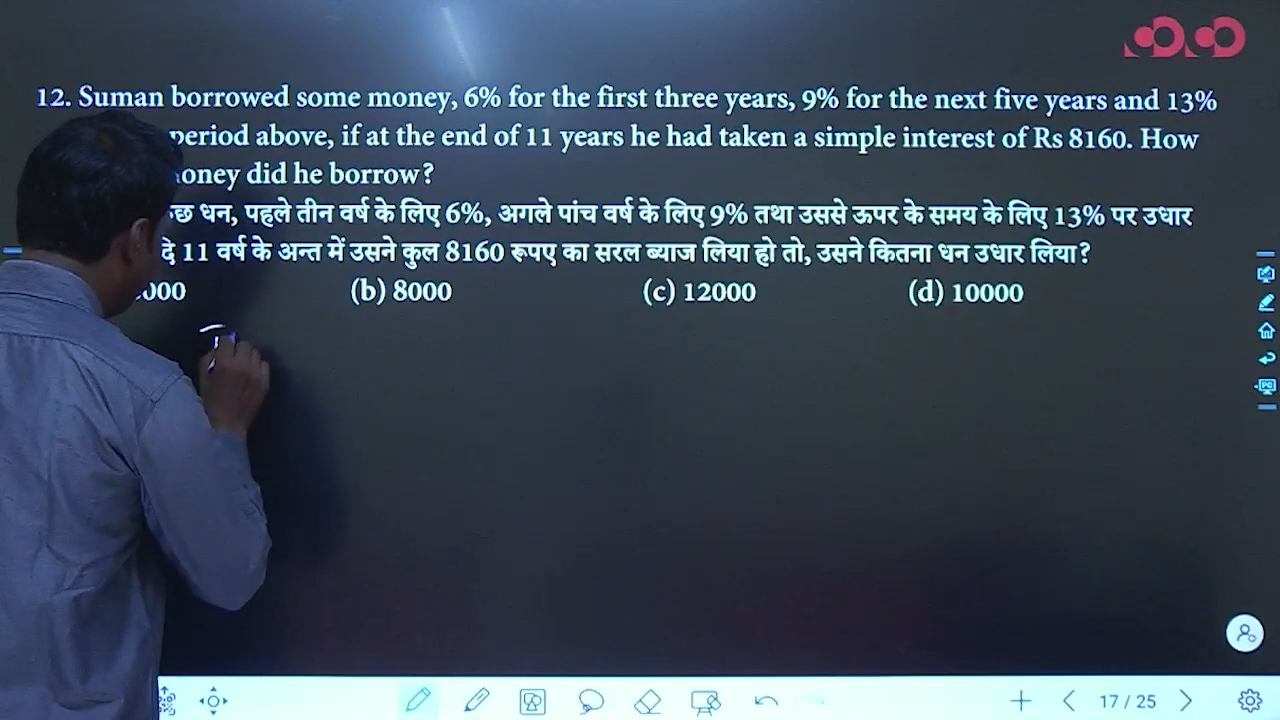 12. Suman borrowed some money, 6% for the first three years, 9% for the next five years and 13%
period above, if at the end of 11 years he had taken a simple interest of Rs 8160. How
did he borrow?
धन, पहले तीन वर्ष के लिए 6%, अगले पांच वर्ष के लिए 9% तथा उससे ऊपर के समय के लिए 13% पर उधार
11 वर्ष के अन्त में उसने कुल 8160 रूपए का सरल ब्याज लिया हो तो, उसने कितना धन उधार लिया?
(b) 8000 (c) 12000 (d) 10000
17 / 25